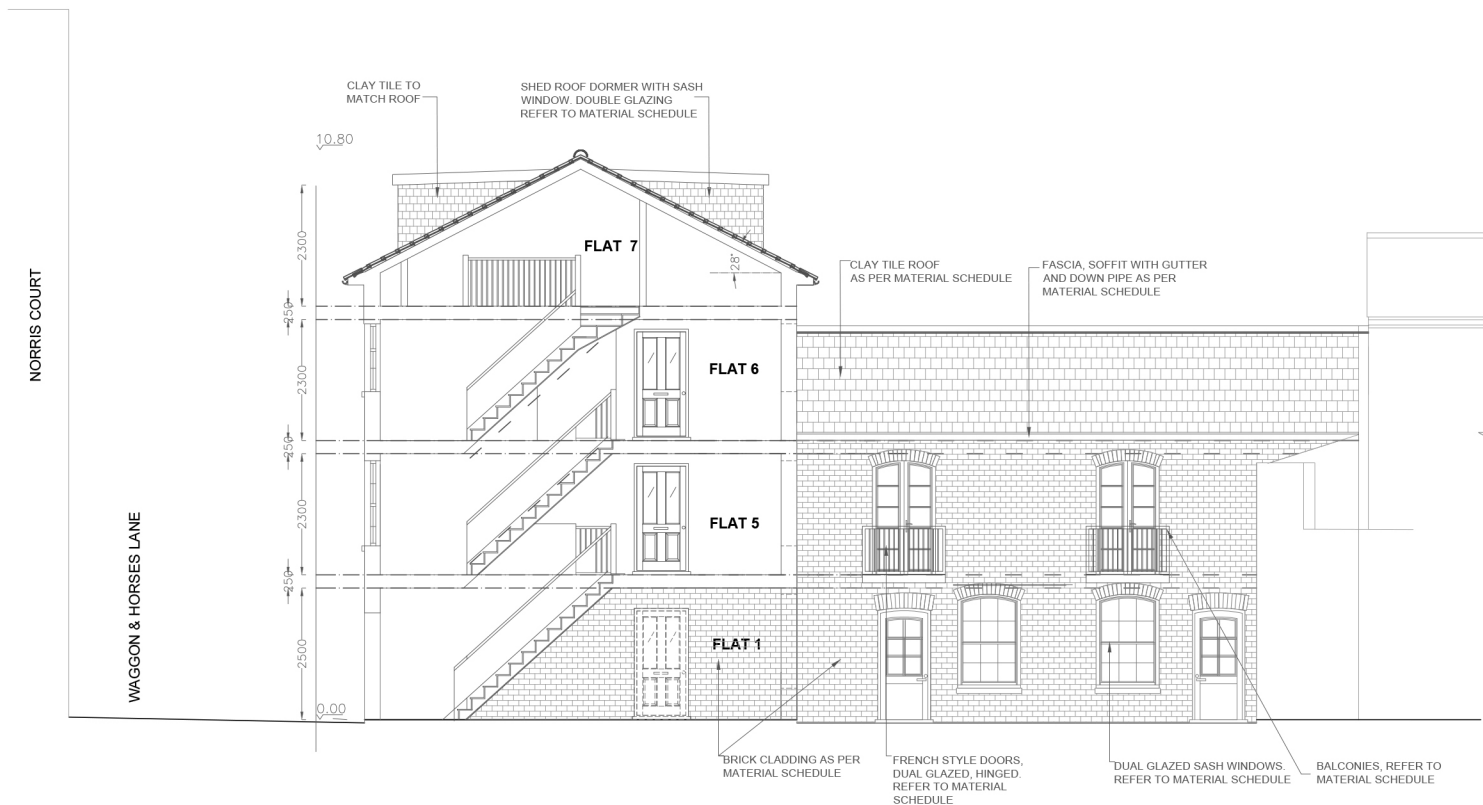 CLAY TILE TO
MATCH ROOF
SHED ROOF DORMER WITH SASH
WINDOW. DOUBLE GLAZING
REFER TO MATERIAL SCHEDULE
10.80
2300
FLAT 7
28°
CLAY TILE ROOF
AS PER MATERIAL SCHEDULE
FASCIA, SOFFIT WITH GUTTER
AND DOWN PIPE AS PER
MATERIAL SCHEDULE
NORRIS COURT
250
2300
FLAT 6
250
2300
FLAT 5
WAGGON & HORSES LANE
250
2500
FLAT 1
0.00
BRICK CLADDING AS PER
MATERIAL SCHEDULE
FRENCH STYLE DOORS,
DUAL GLAZED, HINGED.
REFER TO MATERIAL
SCHEDULE
DUAL GLAZED SASH WINDOWS.
REFER TO MATERIAL SCHEDULE
BALCONIES, REFER TO
MATERIAL SCHEDULE